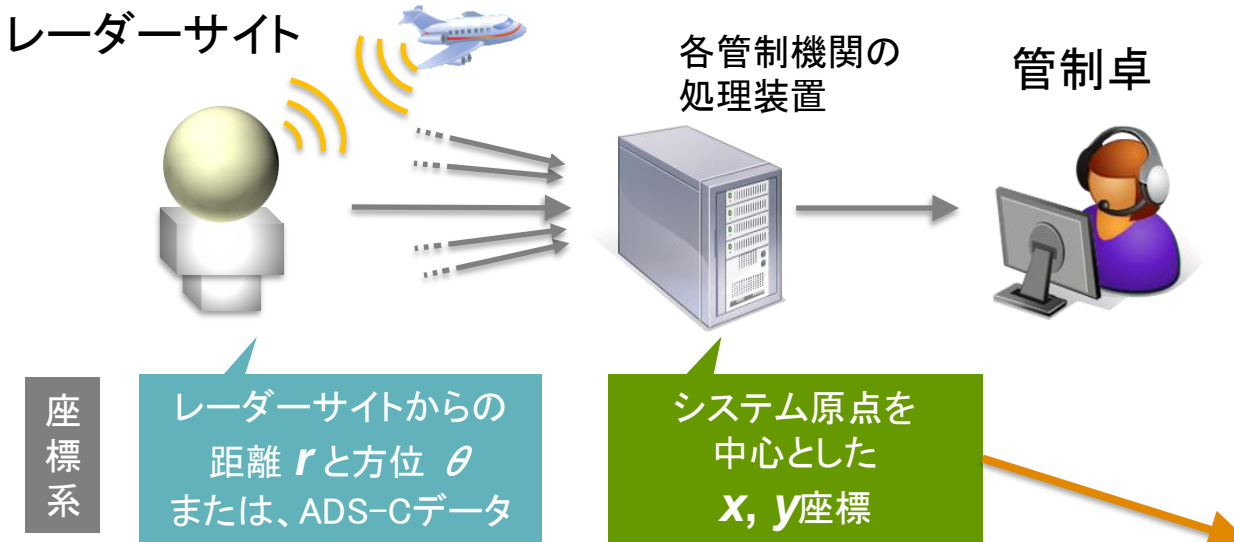 レーダーサイト
各管制機関の
処理装置
管制卓
座
標
系
レーダーサイトからの
距離 r と方位 θ
または、ADS-Cデータ
システム原点を
中心とした
x, y座標